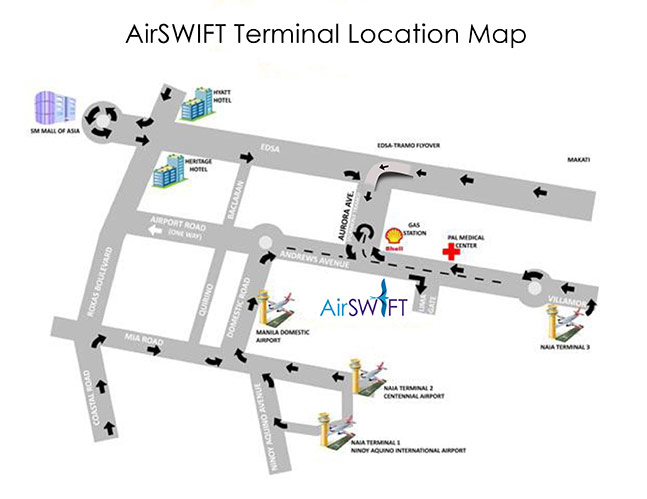 AirSWIFT Terminal Location Map
HYATT
HOTEL
SM MALL OF ASIA
EDSA
EDSA-TRAMO FLYOVER
MAKATI
HERITAGE
HOTEL
BACLARAN
AURORA AVE.
AIRPORT ROAD
(ONE WAY)
GAS
STATION
Shell
PAL MEDICAL
CENTER
ANDREWS AVENUE
ROXAS BOULEVARD
QUIRINO
DOMESTIC ROAD
AirSWIFT
GATE
VILLAMOR
MANILA DOMESTIC
AIRPORT
NAIA TERMINAL 3
MIA ROAD
COASTAL ROAD
NINOY AQUINO AVENUE
NAIA TERMINAL 2
CENTENNIAL AIRPORT
NAIA TERMINAL 1
NINOY AQUINO INTERNATIONAL AIRPORT